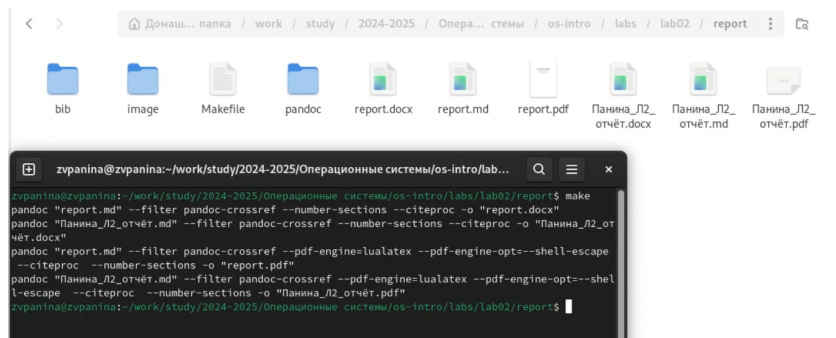 Домаш... папка / work / study / 2024-2025 / Опера... стемы / os-intro / labs / lab02 / report
bib
image
Makefile
pandoc
report.docx
report.md
report.pdf
Панина_Л2_
отчёт.docx
Панина_Л2_
отчёт.md
Панина_Л2_
отчёт.pdf
zvpanina@zvpanina:~/work/study/2024-2025/Операционные системы/os-intro/lab...
zvpanina@zvpanina:~/work/study/2024-2025/Операционные системы/os-intro/labs/lab02/report$ make
pandoc "report.md" --filter pandoc-crossref --number-sections --citeproc -o "report.docx"
pandoc "Панина_Л2_отчёт.md" --filter pandoc-crossref --number-sections --citeproc -o "Панина_Л2_от
чёт.docx"
pandoc "report.md" --filter pandoc-crossref --pdf-engine=lualatex --pdf-engine-opt=--shell-escape
--citeproc --number-sections -o "report.pdf"
pandoc "Панина_Л2_отчёт.md" --filter pandoc-crossref --pdf-engine=lualatex --pdf-engine-opt=--shel
l-escape --citeproc --number-sections -o "Панина_Л2_отчёт.pdf"
zvpanina@zvpanina:~/work/study/2024-2025/Операционные системы/os-intro/labs/lab02/report$